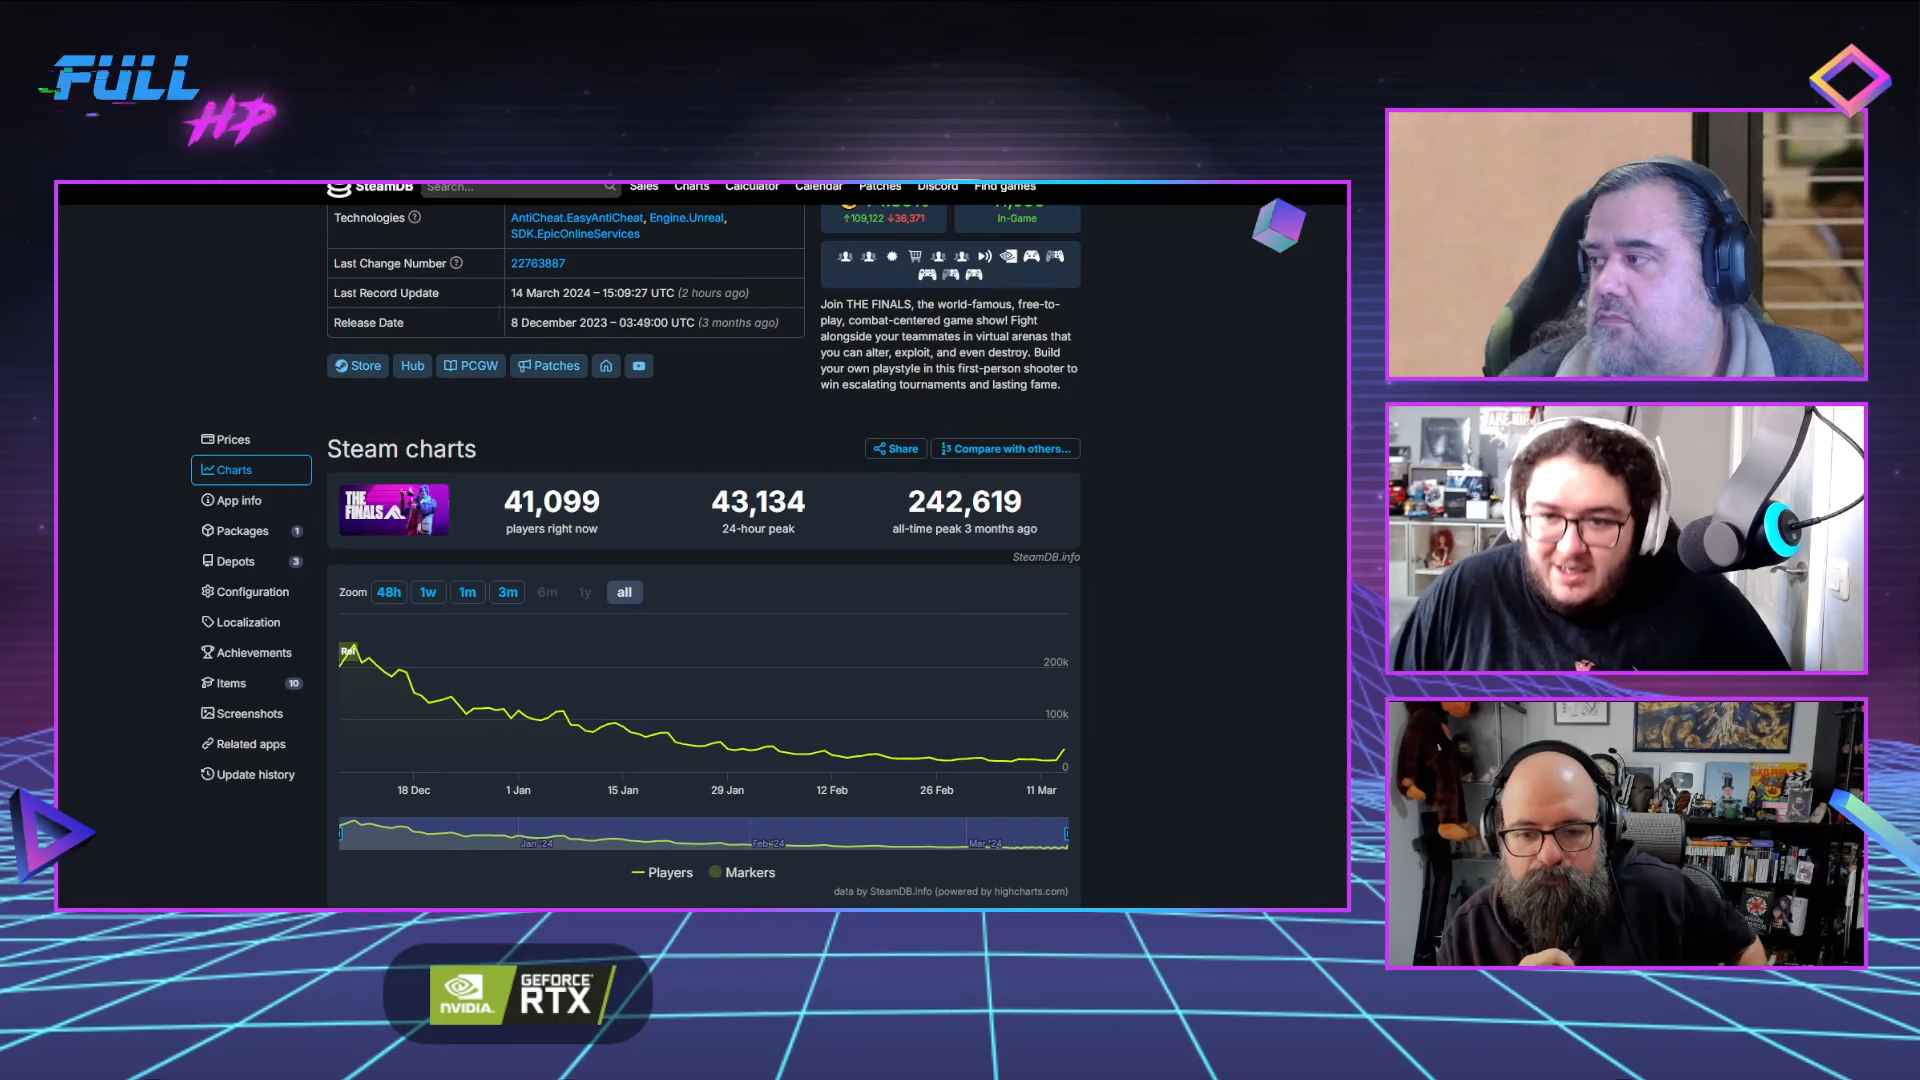 FULL
HP
SteamDB Search... Sales Charts Calculator Calendar Patches Discord Find games
Technologies AntiCheat.EasyAntiCheat, Engine.Unreal,
SDK.EpicOnlineServices
Last Change Number 22763887
Last Record Update 14 March 2024 – 15:09:27 UTC (2 hours ago)
Release Date 8 December 2023 – 03:49:00 UTC (3 months ago)
↑109,122 ↓36,371
In-Game
Join THE FINALS, the world-famous, free-to-
play, combat-centered game show! Fight
alongside your teammates in virtual arenas that
you can alter, exploit, and even destroy. Build
your own playstyle in this first-person shooter to
win escalating tournaments and lasting fame.
Store Hub PCGW Patches
Prices
Charts
App info
Packages 1
Depots 3
Configuration
Localization
Achievements
Items 10
Screenshots
Related apps
Update history
Steam charts
Share Compare with others...
THE
FINALS
41,099
players right now
43,134
24-hour peak
242,619
all-time peak 3 months ago
SteamDB.info
Zoom 48h 1w 1m 3m 6m 1y all
Rel
200k
100k
0
18 Dec 1 Jan 15 Jan 29 Jan 12 Feb 26 Feb 11 Mar
Jan '24 Feb '24 Mar '24
Players Markers
data by SteamDB.info (powered by highcharts.com)
NVIDIA.
GEFORCE
RTX